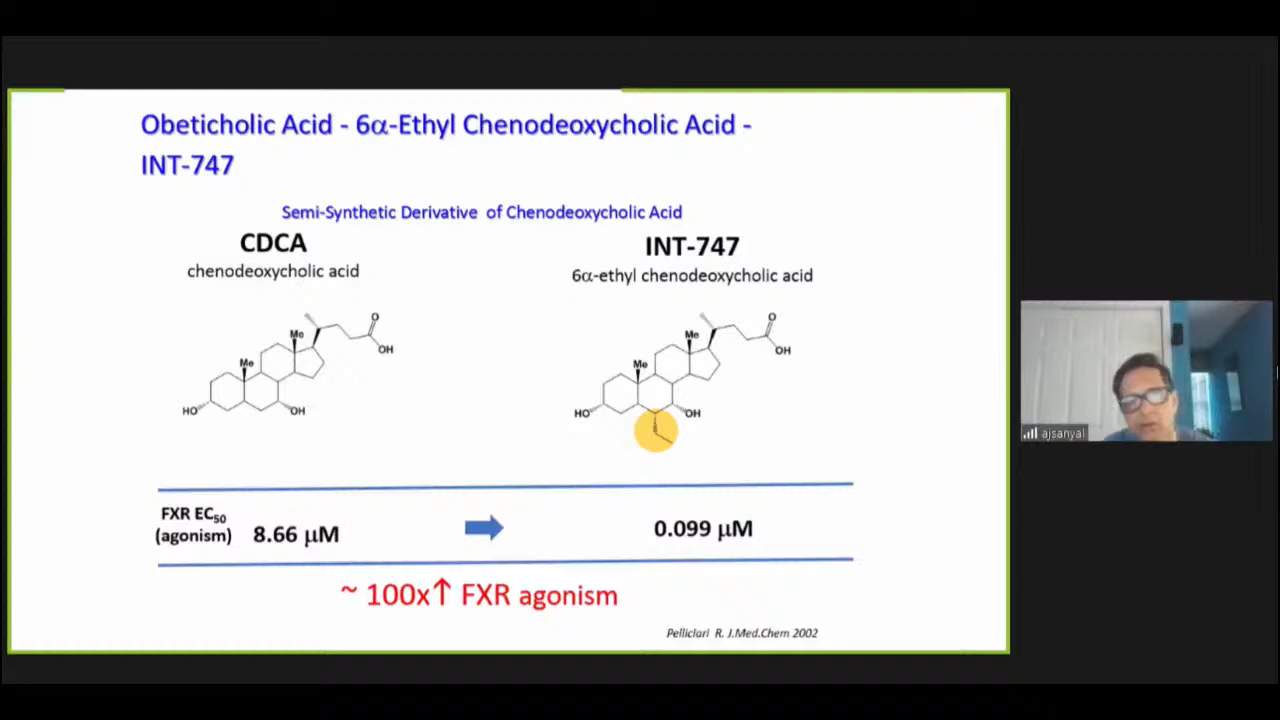 Obeticholic Acid - 6α-Ethyl Chenodeoxycholic Acid -
INT-747
Semi-Synthetic Derivative of Chenodeoxycholic Acid
CDCA
chenodeoxycholic acid
INT-747
6α-ethyl chenodeoxycholic acid
Me
Me
O
OH
HO
OH
Me
Me
O
OH
HO
OH
FXR EC50
(agonism)
8.66 µM
0.099 µM
~ 100x↑ FXR agonism
Pelliciari R. J.Med.Chem 2002
ajsanyal